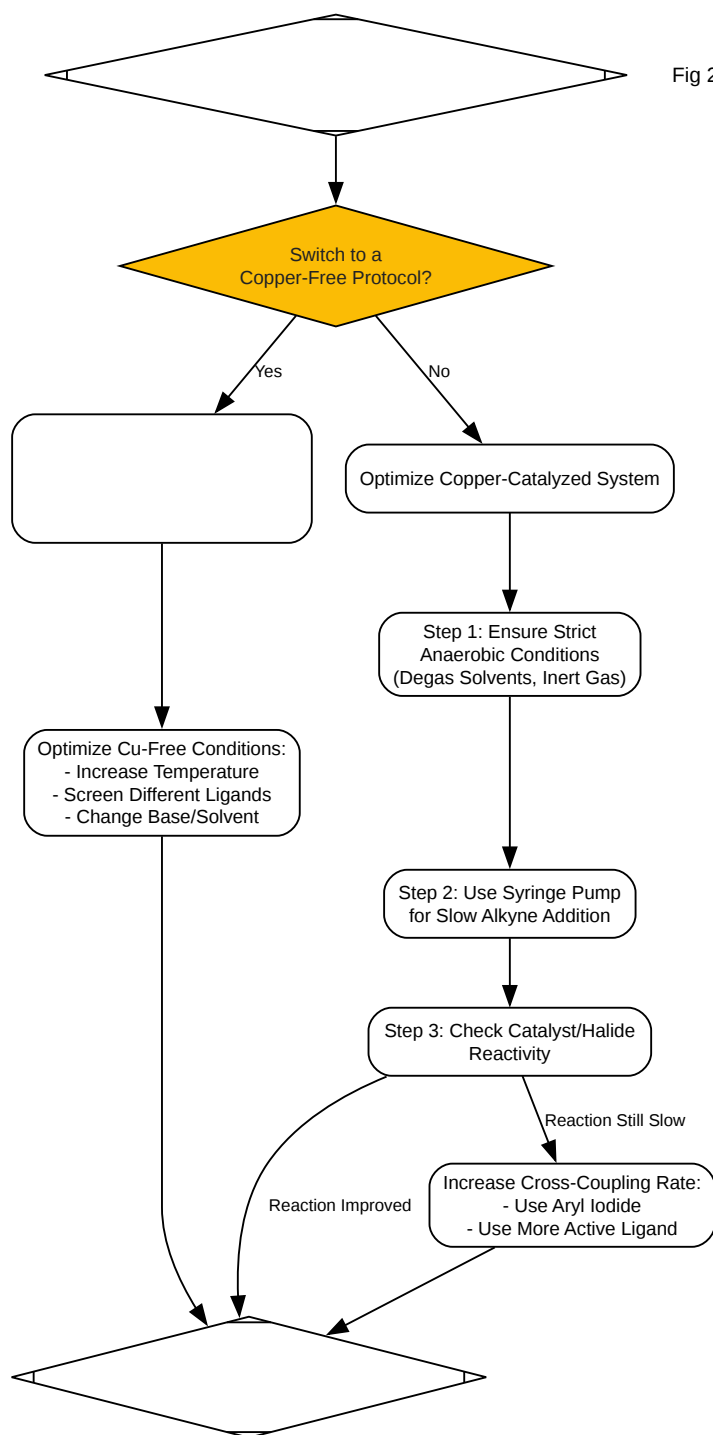 Fig 2
Switch to a
Copper-Free Protocol?
Yes
No
Optimize Copper-Catalyzed System
Step 1: Ensure Strict
Anaerobic Conditions
(Degas Solvents, Inert Gas)
Optimize Cu-Free Conditions:
- Increase Temperature
- Screen Different Ligands
- Change Base/Solvent
Step 2: Use Syringe Pump
for Slow Alkyne Addition
Step 3: Check Catalyst/Halide
Reactivity
Reaction Still Slow
Reaction Improved
Increase Cross-Coupling Rate:
- Use Aryl Iodide
- Use More Active Ligand